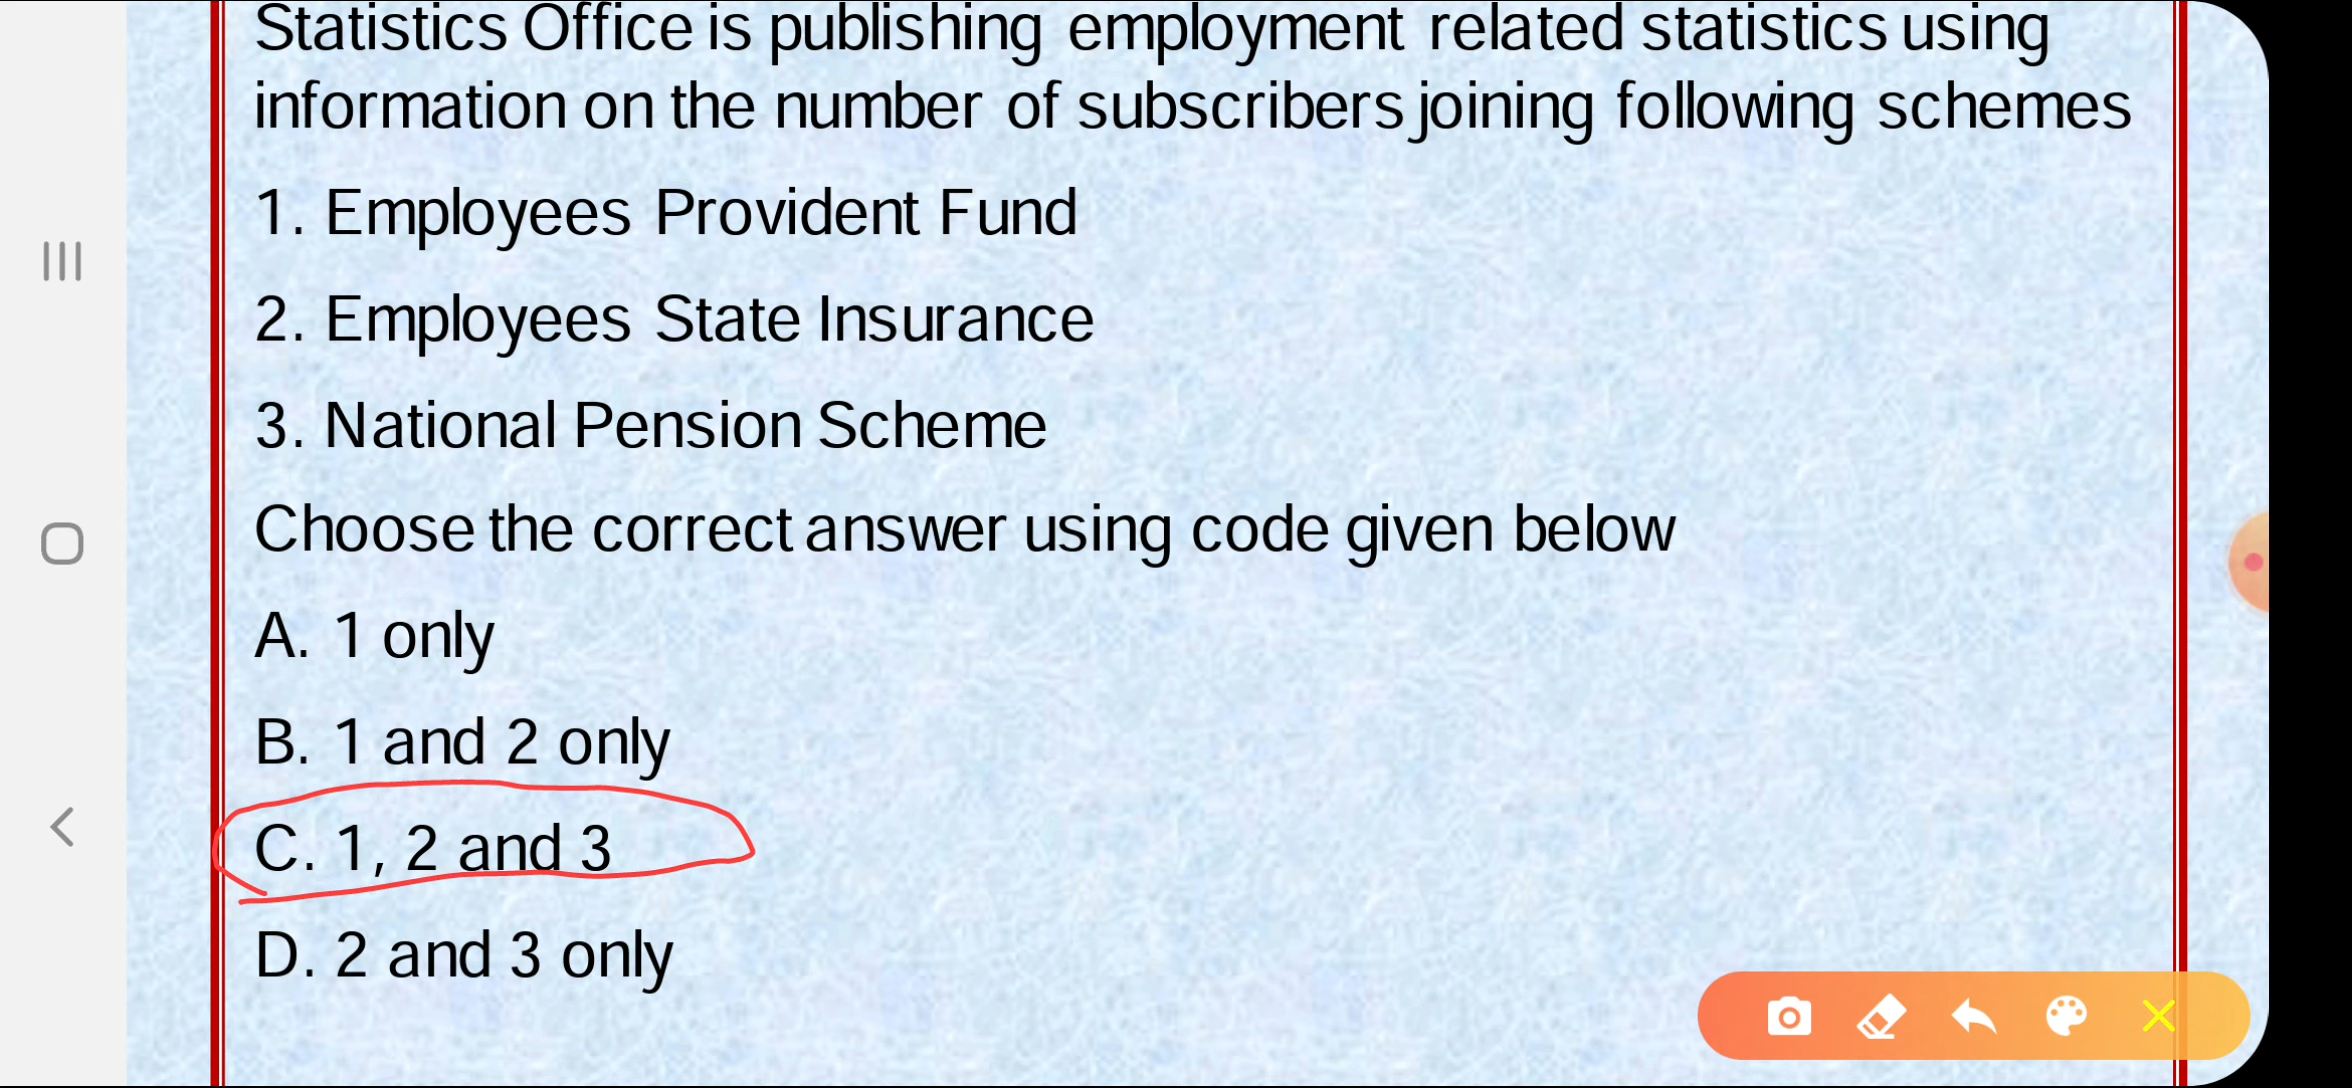 Statistics Office is publishing employment related statistics using
information on the number of subscribers joining following schemes
1. Employees Provident Fund
2. Employees State Insurance
3. National Pension Scheme
Choose the correct answer using code given below
A. 1 only
B. 1 and 2 only
C. 1, 2 and 3
D. 2 and 3 only